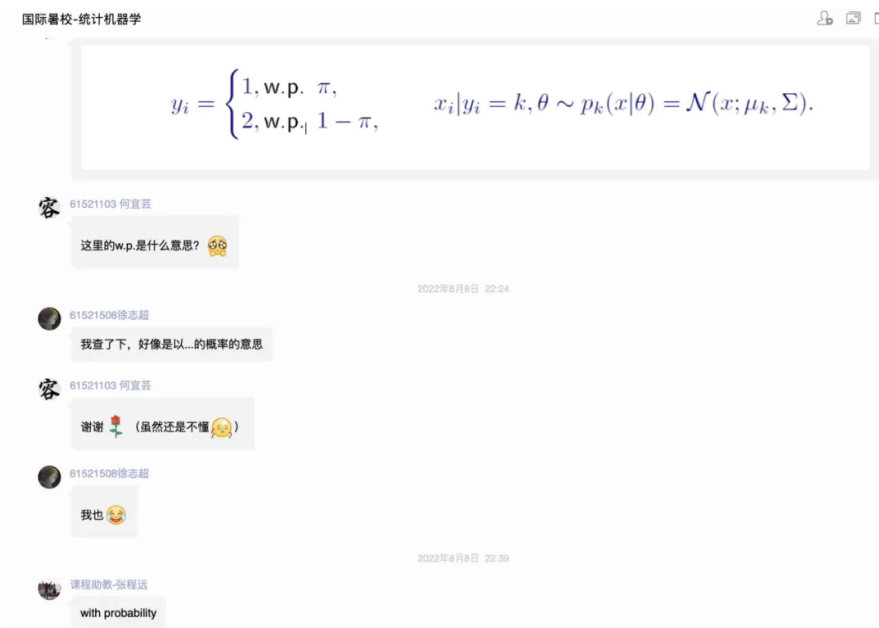 国际暑校-统计机器学
y_i = { 1, w.p. π, x_i|y_i = k, θ ∼ p_k(x|θ) = N(x; μ_k, Σ).
2, w.p. 1 − π,
61521103 何宜芸
这里的w.p.是什么意思？
2022年8月8日 22:24
61521508徐志超
我查了下，好像是以...的概率的意思
61521103 何宜芸
谢谢（虽然还是不懂）
61521508徐志超
我也
2022年8月8日 22:39
课程助教-张程远
with probability